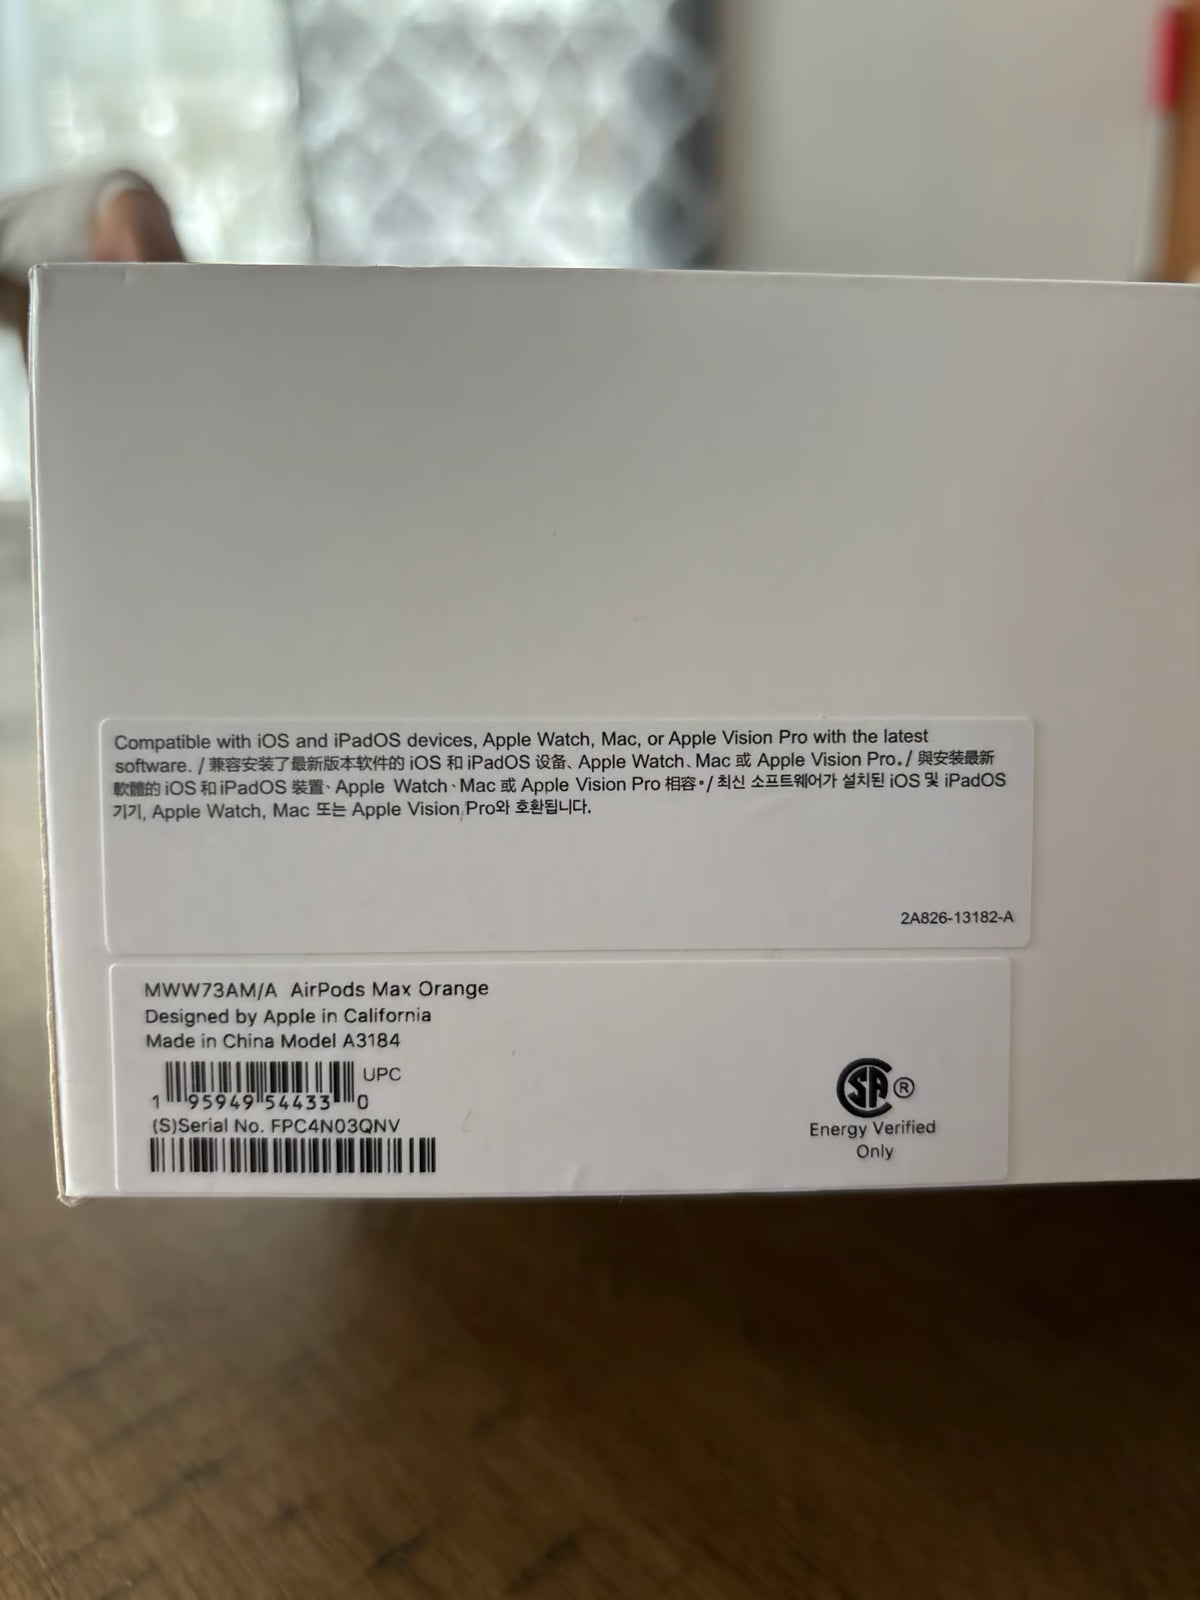 Compatible with iOS and iPadOS devices, Apple Watch, Mac, or Apple Vision Pro with the latest
software. / 兼容安装了最新版本软件的 iOS 和 iPadOS 设备、Apple Watch、Mac 或 Apple Vision Pro。/ 與安裝最新
軟體的 iOS 和 iPadOS 裝置、Apple Watch、Mac 或 Apple Vision Pro 相容。/ 최신 소프트웨어가 설치된 iOS 및 iPadOS
기기, Apple Watch, Mac 또는 Apple Vision Pro와 호환됩니다.
2A826-13182-A
MWW73AM/A AirPods Max Orange
Designed by Apple in California
Made in China Model A3184
UPC
1 95949 54433 0
(S)Serial No. FPC4N03QNV
SA ®
Energy Verified
Only